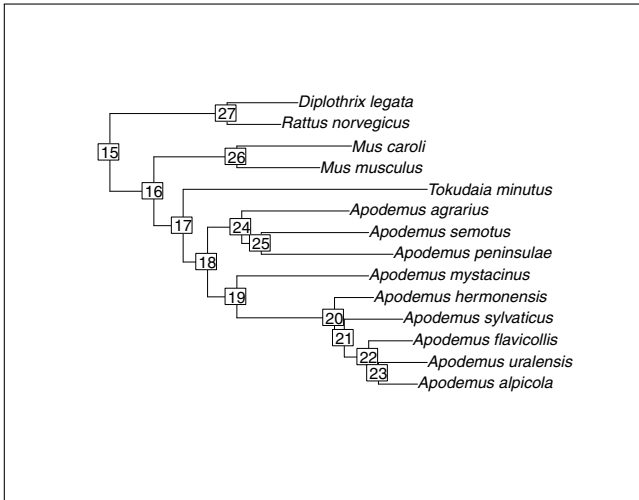 Diplothrix legata
27
Rattus norvegicus
Mus caroli
15
26
Mus musculus
16
Tokudaia minutus
Apodemus agrarius
17
24
Apodemus semotus
25
Apodemus peninsulae
18
Apodemus mystacinus
19
Apodemus hermonensis
20
Apodemus sylvaticus
21
Apodemus flavicollis
22
Apodemus uralensis
23
Apodemus alpicola